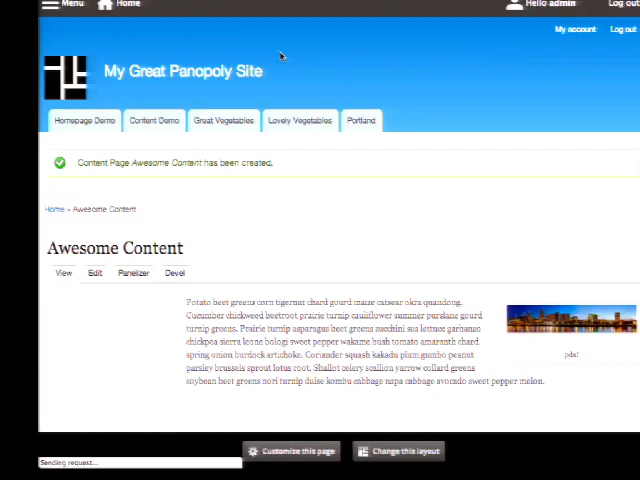 Menu Home Hello admin Log out
My account Log out
My Great Panopoly Site
Homepage Demo Content Demo Great Vegetables Lovely Vegetables Portland
Content Page Awesome Content has been created.
Home » Awesome Content
Awesome Content
View Edit Panelizer Devel
Potato beet greens corn tigernut chard gourd maize catsear okra quandong.
Cucumber chickweed beetroot prairie turnip cauliflower summer purslane gourd
turnip greens. Prairie turnip asparagus beet greens zucchini sea lettuce garbanzo
chickpea sierra leone bologi sweet pepper wakame bush tomato amaranth chard
spring onion burdock artichoke. Coriander squash kakadu plum gumbo peanut
parsley brussels sprout lotus root. Shallot celery scallion yarrow collard greens
soybean beet greens nori turnip dulse kombu cabbage napa cabbage avocado sweet pepper melon.
pdx!
Customize this page Change this layout
Sending request...